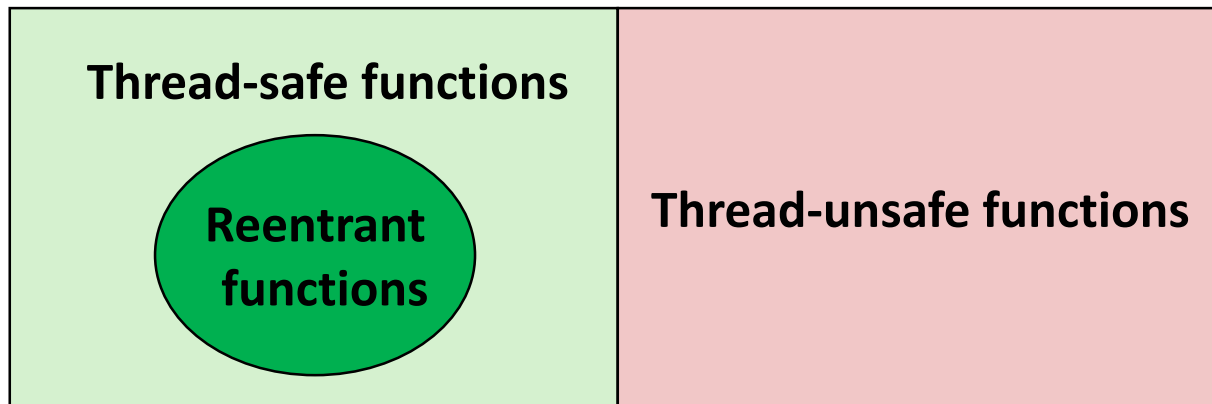 Thread-safe functions
Reentrant
functions
Thread-unsafe functions